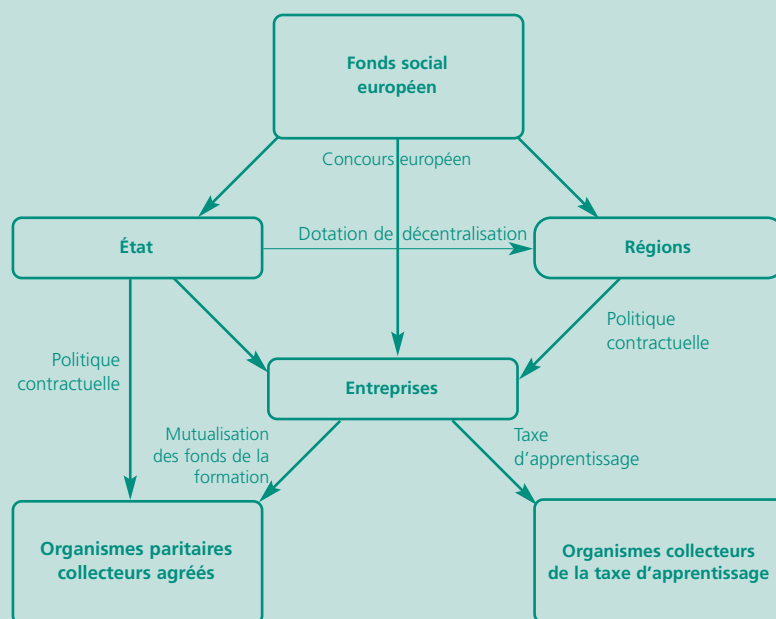 Fonds social
européen
Concours européen
État
Dotation de décentralisation
Régions
Politique
contractuelle
Politique
contractuelle
Entreprises
Mutualisation
des fonds de la
formation
Taxe
d’apprentissage
Organismes paritaires
collecteurs agréés
Organismes collecteurs
de la taxe d’apprentissage